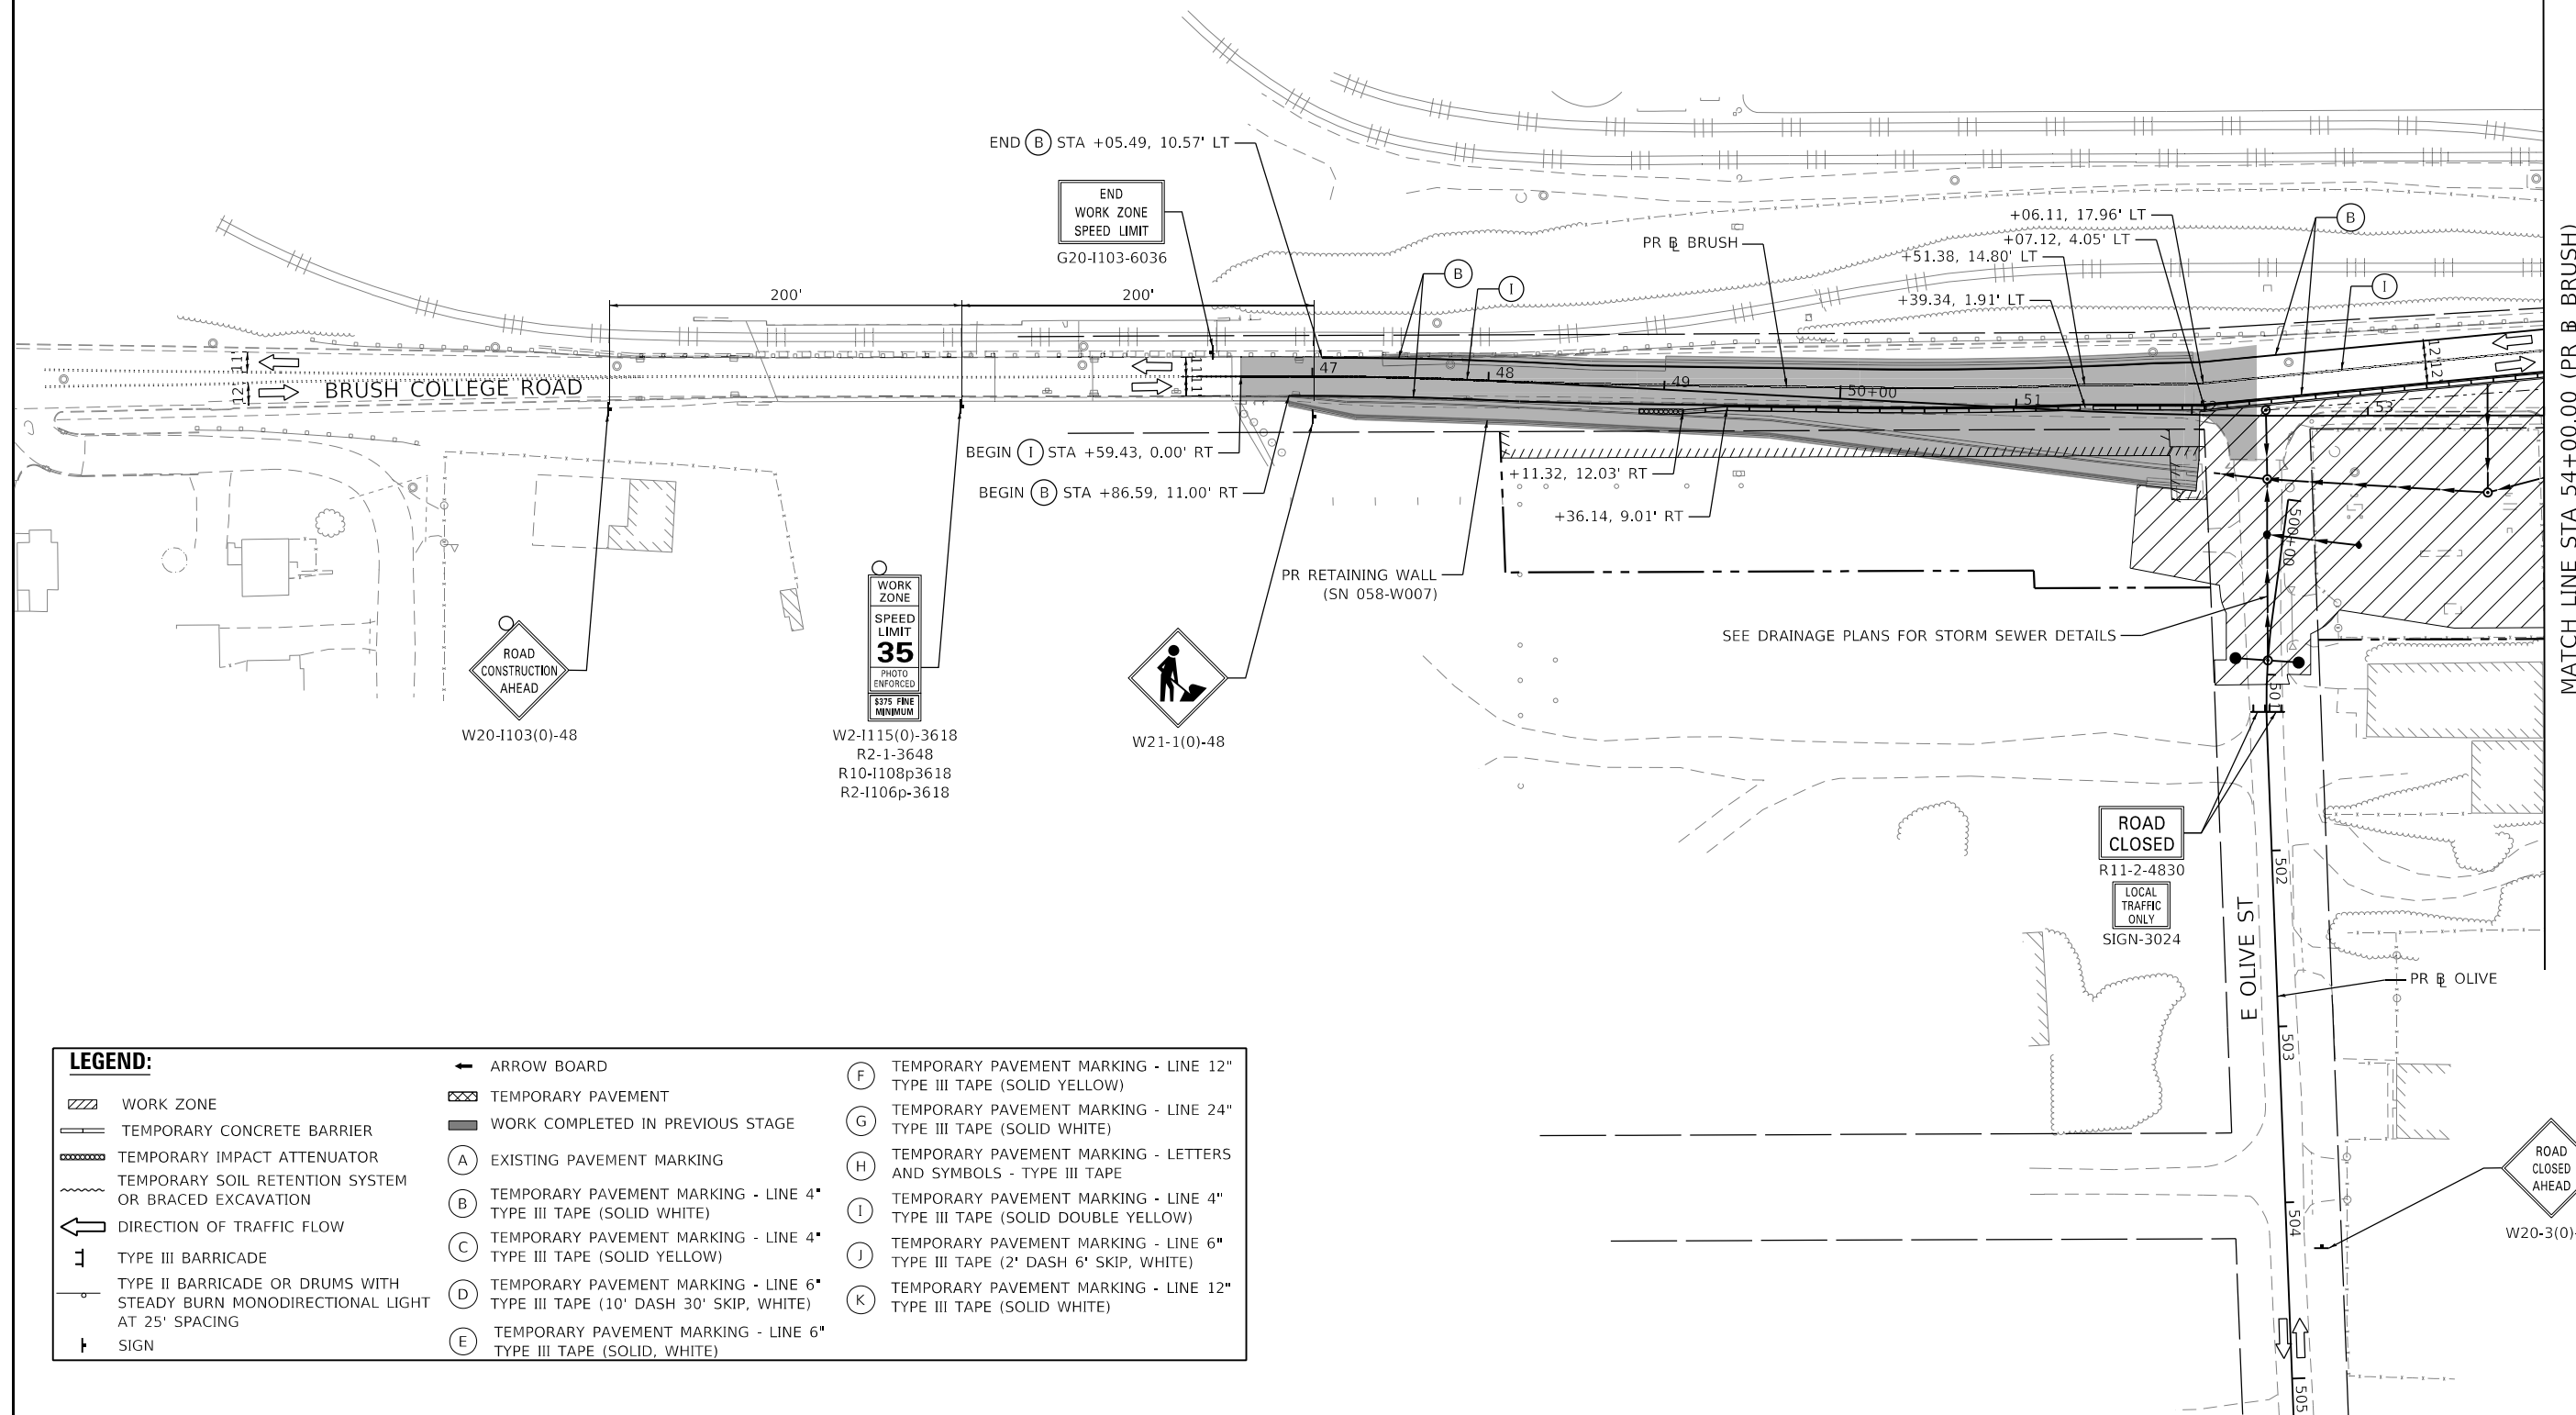 END B STA +05.49, 10.57' LT
END
WORK ZONE
SPEED LIMIT
G20-I103-6036
200'
200'
PR BL BRUSH
+06.11, 17.96' LT
+07.12, 4.05' LT
+51.38, 14.80' LT
+39.34, 1.91' LT
B
I
B
I
11'
12'
BRUSH COLLEGE ROAD
11'
11'
47
48
49
50+00
51
53
12'
12'
BEGIN I STA +59.43, 0.00' RT
BEGIN B STA +86.59, 11.00' RT
+11.32, 12.03' RT
+36.14, 9.01' RT
PR RETAINING WALL
(SN 058-W007)
SEE DRAINAGE PLANS FOR STORM SEWER DETAILS
MATCH LINE STA 54+00.00 (PR BL BRUSH)
ROAD
CONSTRUCTION
AHEAD
W20-I103(0)-48
WORK
ZONE
SPEED
LIMIT
35
PHOTO
ENFORCED
$375 FINE
MINIMUM
W2-I115(0)-3618
R2-1-3648
R10-I108p3618
R2-I106p-3618
W21-1(0)-48
500+00
501
502
503
504
505
ROAD
CLOSED
R11-2-4830
LOCAL
TRAFFIC
ONLY
SIGN-3024
E OLIVE ST
PR BL OLIVE
ROAD
CLOSED
AHEAD
W20-3(0)-
LEGEND:
WORK ZONE
TEMPORARY CONCRETE BARRIER
TEMPORARY IMPACT ATTENUATOR
TEMPORARY SOIL RETENTION SYSTEM
OR BRACED EXCAVATION
DIRECTION OF TRAFFIC FLOW
TYPE III BARRICADE
TYPE II BARRICADE OR DRUMS WITH
STEADY BURN MONODIRECTIONAL LIGHT
AT 25' SPACING
SIGN
ARROW BOARD
TEMPORARY PAVEMENT
WORK COMPLETED IN PREVIOUS STAGE
A EXISTING PAVEMENT MARKING
B TEMPORARY PAVEMENT MARKING - LINE 4"
TYPE III TAPE (SOLID WHITE)
C TEMPORARY PAVEMENT MARKING - LINE 4"
TYPE III TAPE (SOLID YELLOW)
D TEMPORARY PAVEMENT MARKING - LINE 6"
TYPE III TAPE (10' DASH 30' SKIP, WHITE)
E TEMPORARY PAVEMENT MARKING - LINE 6"
TYPE III TAPE (SOLID, WHITE)
F TEMPORARY PAVEMENT MARKING - LINE 12"
TYPE III TAPE (SOLID YELLOW)
G TEMPORARY PAVEMENT MARKING - LINE 24"
TYPE III TAPE (SOLID WHITE)
H TEMPORARY PAVEMENT MARKING - LETTERS
AND SYMBOLS - TYPE III TAPE
I TEMPORARY PAVEMENT MARKING - LINE 4"
TYPE III TAPE (SOLID DOUBLE YELLOW)
J TEMPORARY PAVEMENT MARKING - LINE 6"
TYPE III TAPE (2' DASH 6' SKIP, WHITE)
K TEMPORARY PAVEMENT MARKING - LINE 12"
TYPE III TAPE (SOLID WHITE)